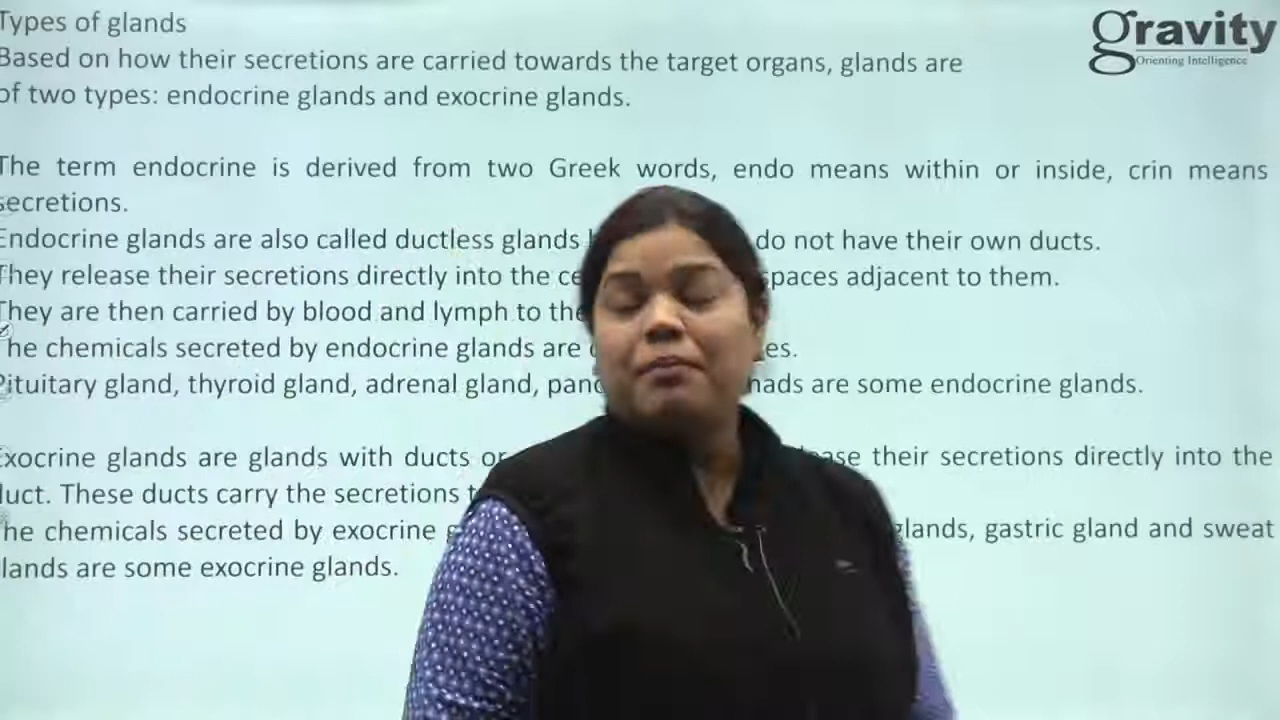 Types of glands
Based on how their secretions are carried towards the target organs, glands are
of two types: endocrine glands and exocrine glands.
The term endocrine is derived from two Greek words, endo means within or inside, crin means
secretions.
Endocrine glands are also called ductless glands do not have their own ducts.
They release their secretions directly into the spaces adjacent to them.
They are then carried by blood and lymph to the
The chemicals secreted by endocrine glands are
Pituitary gland, thyroid gland, adrenal gland, are some endocrine glands.
Exocrine glands are glands with ducts or their secretions directly into the
duct. These ducts carry the secretions
The chemicals secreted by exocrine glands, gastric gland and sweat
glands are some exocrine glands.
gravity
Orienting Intelligence